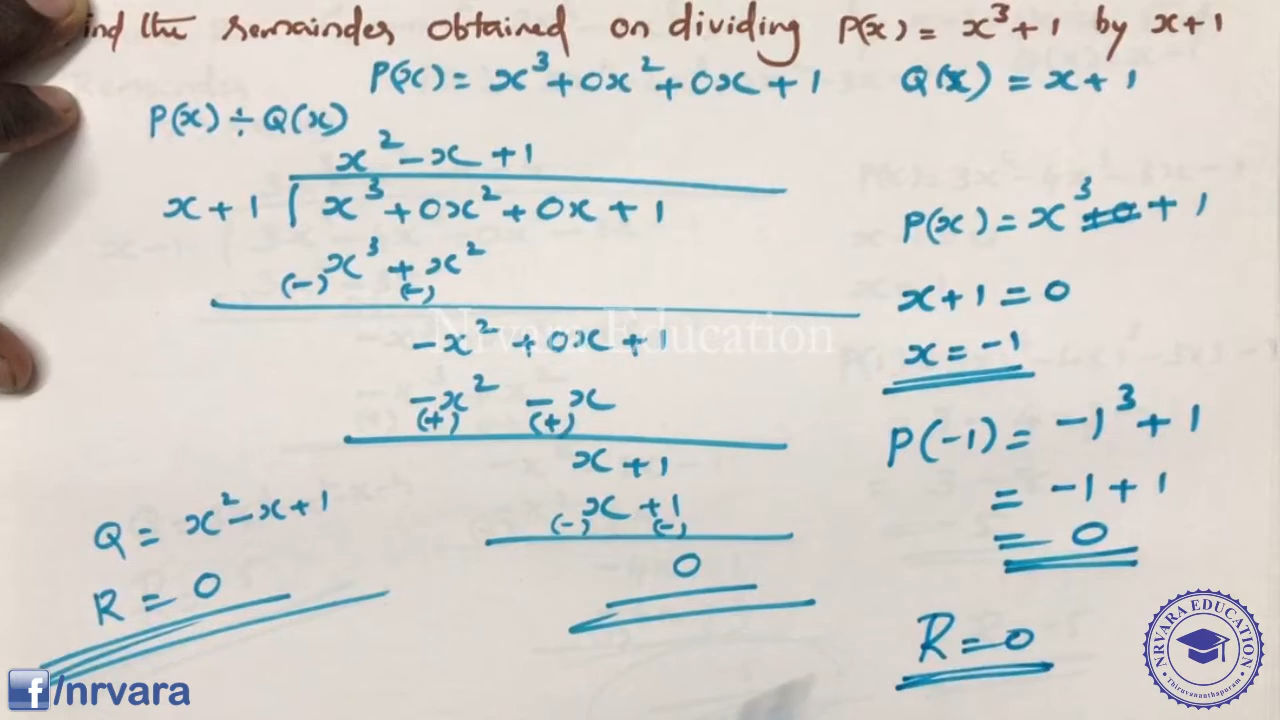 ind the remainder obtained on dividing P(x) = x³ + 1 by x + 1
P(x) = x³ + 0x² + 0x + 1 Q(x) = x + 1
P(x) ÷ Q(x)
x² - x + 1
x + 1 | x³ + 0x² + 0x + 1
(-) x³ + x² (-)
- x² + 0x + 1
- x² - x
(+) (+)
x + 1
(-) x + 1 (-)
0
Q = x² - x + 1
R = 0
P(x) = x³ + 0 + 1
x + 1 = 0
x = -1
P(-1) = -1³ + 1
= -1 + 1
= 0
R = 0
Nrvara Education
f /nrvara
NRVARA EDUCATION
Thiruvananthapuram